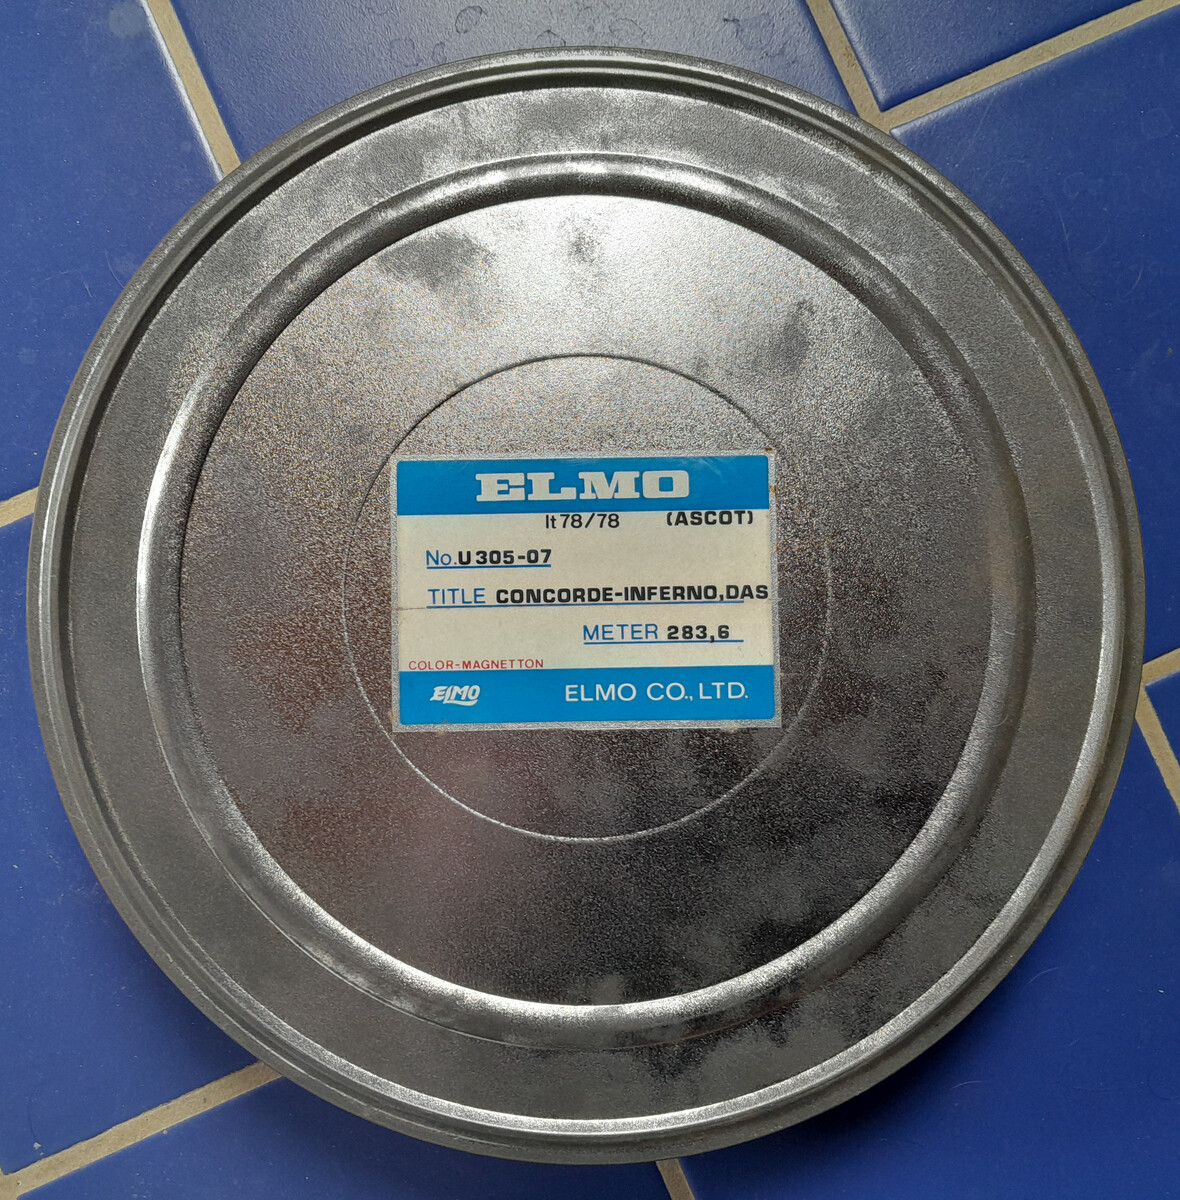 ELMO
lt78/78 (ASCOT)
No.U305-07
TITLE CONCORDE-INFERNO,DAS
METER 283,6
COLOR-MAGNETTON
ELMO ELMO CO., LTD.